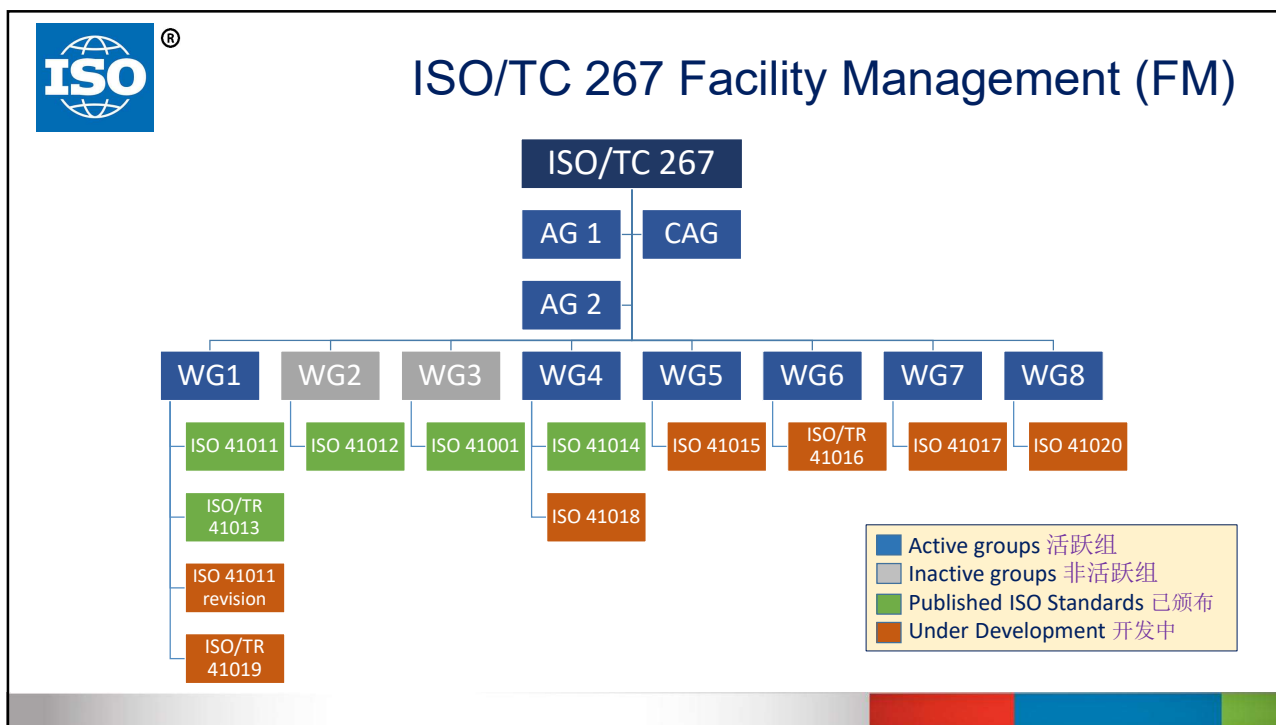 ISO
®
ISO/TC 267 Facility Management (FM)
ISO/TC 267
AG 1
CAG
AG 2
WG1
WG2
WG3
WG4
WG5
WG6
WG7
WG8
ISO 41011
ISO 41012
ISO 41001
ISO 41014
ISO 41015
ISO/TR
41016
ISO 41017
ISO 41020
ISO/TR
41013
ISO 41018
ISO 41011
revision
ISO/TR
41019
Active groups 活跃组
Inactive groups 非活跃组
Published ISO Standards 已颁布
Under Development 开发中